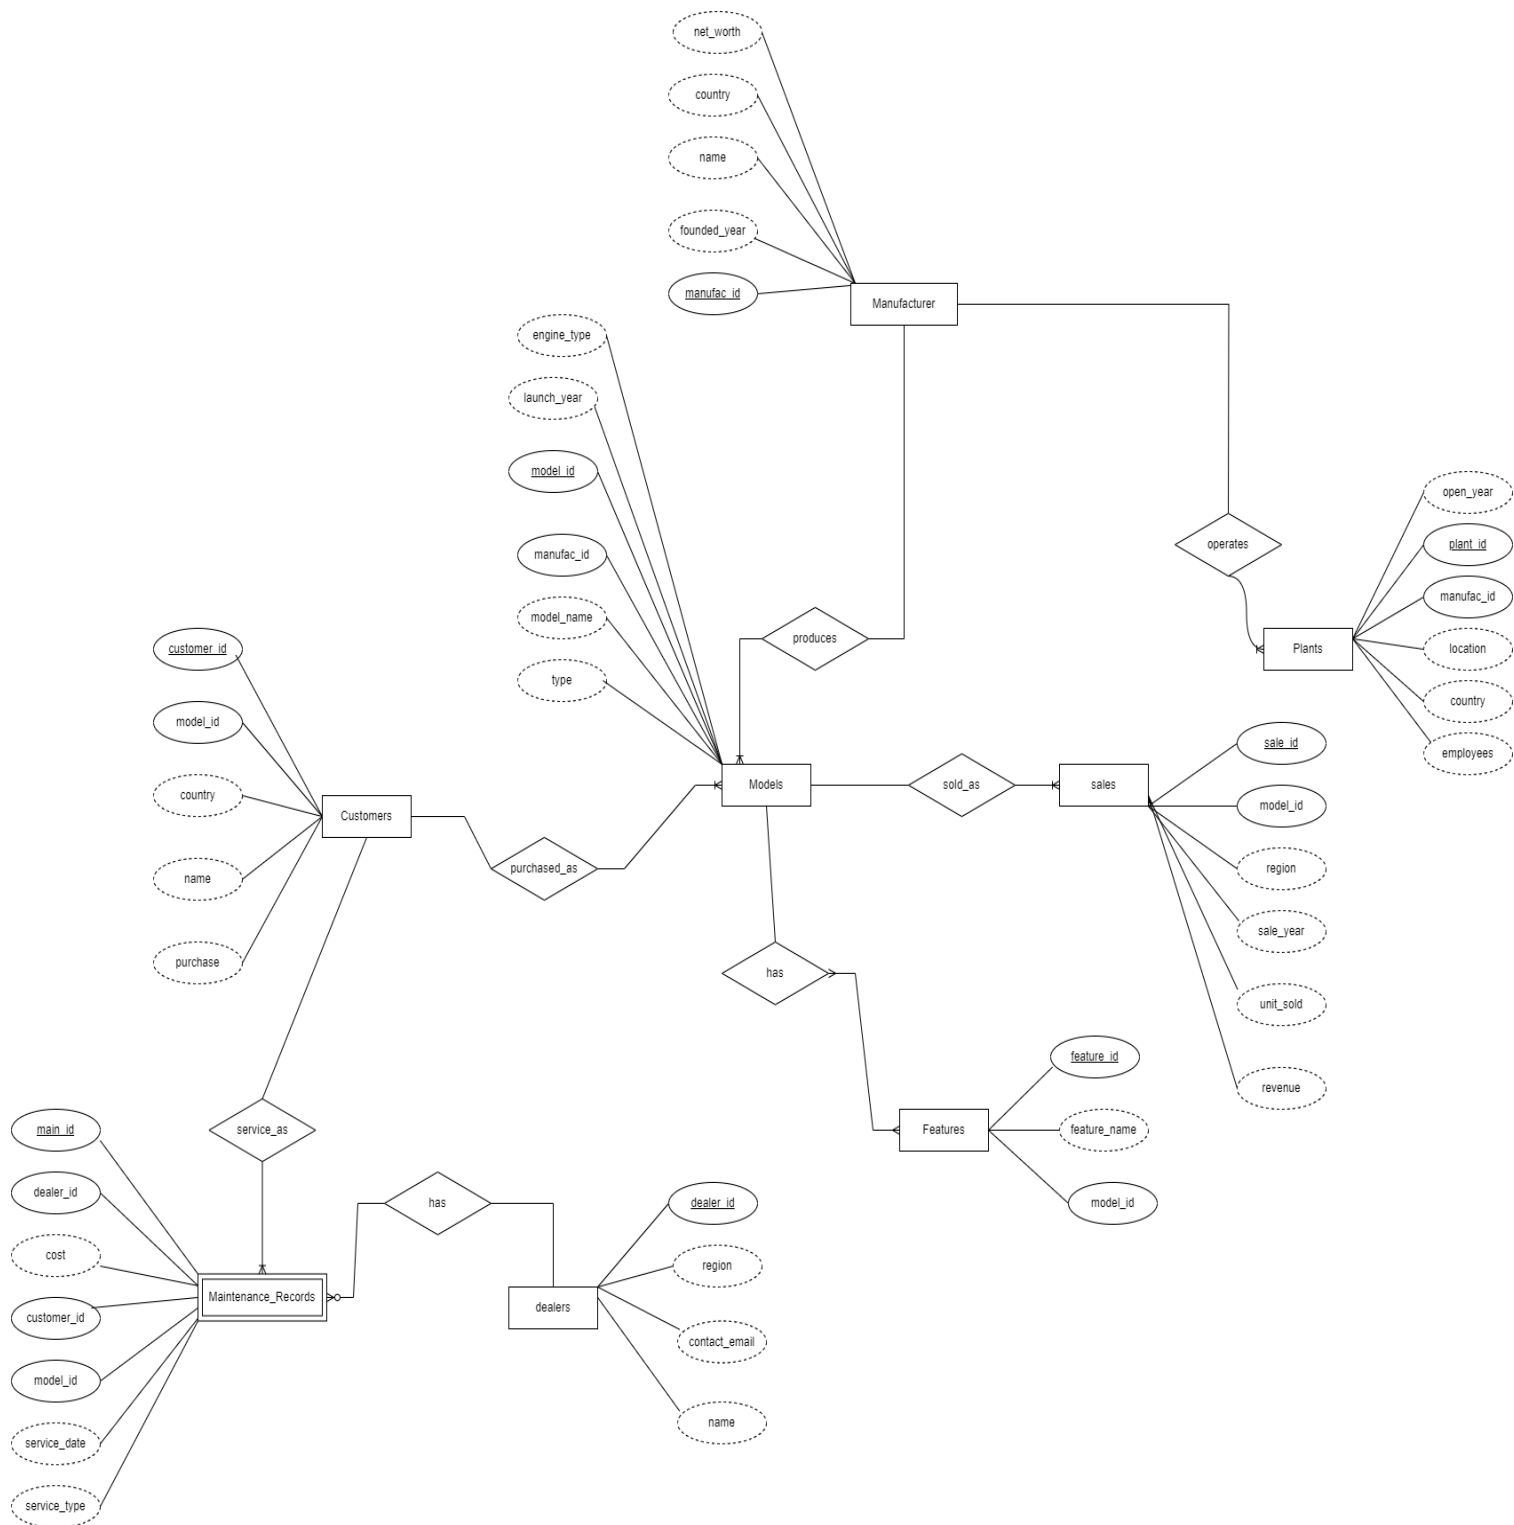 net_worth
country
name
founded_year
manufac_id
Manufacturer
engine_type
launch_year
model_id
manufac_id
model_name
type
produces
operates
open_year
plant_id
manufac_id
location
country
employees
Plants
customer_id
model_id
country
name
purchase
Customers
purchased_as
Models
sold_as
sales
sale_id
model_id
region
sale_year
unit_sold
revenue
has
Features
feature_id
feature_name
model_id
service_as
main_id
dealer_id
cost
customer_id
model_id
service_date
service_type
Maintenance_Records
has
dealers
dealer_id
region
contact_email
name